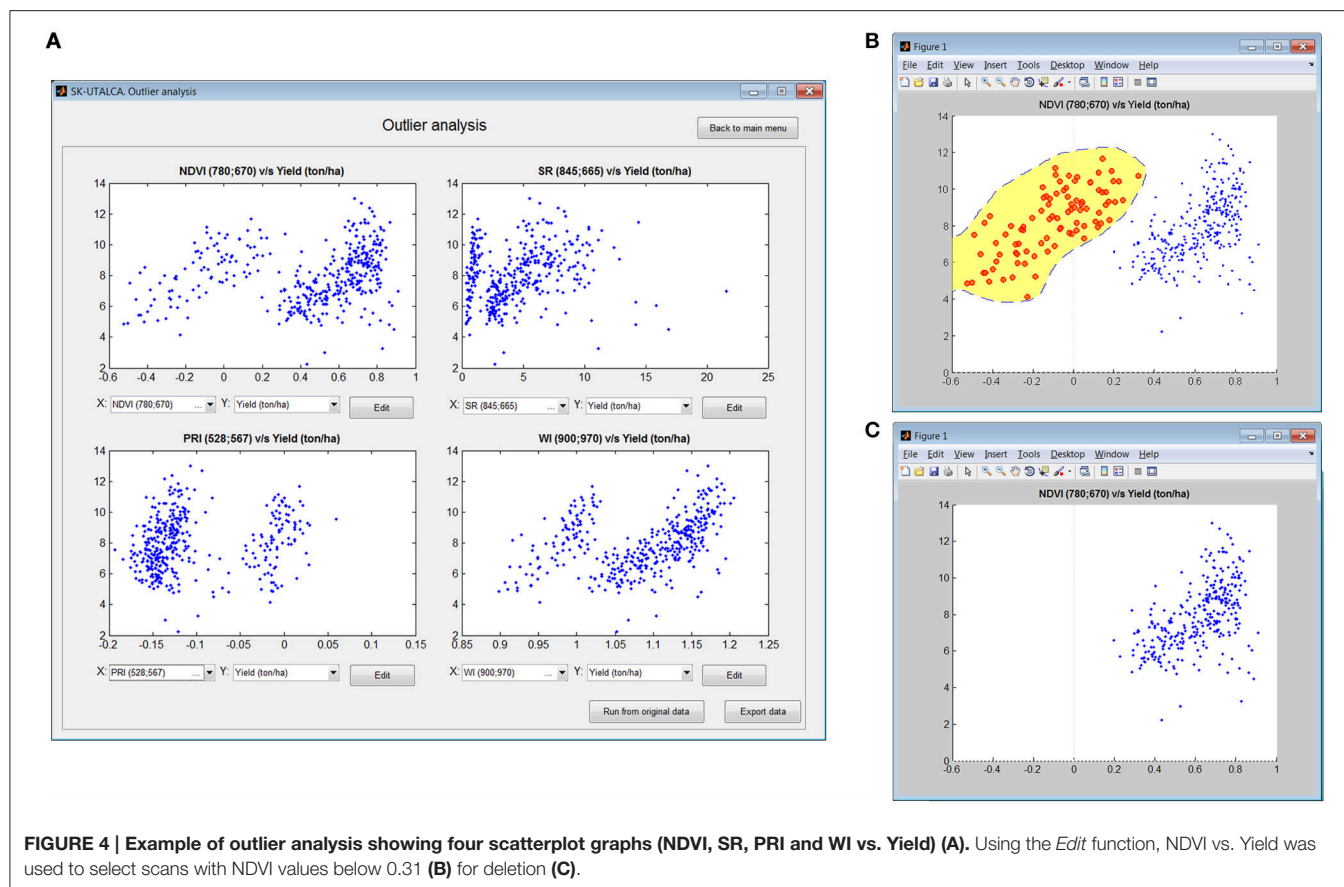 A
SK-UTALCA. Outlier analysis
Outlier analysis
Back to main menu
NDVI (780;670) v/s Yield (ton/ha)
14
12
10
8
6
4
2
-0.6 -0.4 -0.2 0 0.2 0.4 0.6 0.8 1
X: NDVI (780;670) ... Y: Yield (ton/ha) Edit
SR (845;665) v/s Yield (ton/ha)
14
12
10
8
6
4
2
0 5 10 15 20 25
X: SR (845;665) ... Y: Yield (ton/ha) Edit
PRI (528;567) v/s Yield (ton/ha)
14
12
10
8
6
4
2
-0.2 -0.15 -0.1 -0.05 0 0.05 0.1 0.15
X: PRI (528;567) ... Y: Yield (ton/ha) Edit
WI (900;970) v/s Yield (ton/ha)
14
12
10
8
6
4
2
0.85 0.9 0.95 1 1.05 1.1 1.15 1.2 1.25
X: WI (900;970) ... Y: Yield (ton/ha) Edit
Run from original data Export data
B
Figure 1
File Edit View Insert Tools Desktop Window Help
NDVI (780;670) v/s Yield (ton/ha)
14
12
10
8
6
4
2
0
-0.6 -0.4 -0.2 0 0.2 0.4 0.6 0.8 1
C
Figure 1
File Edit View Insert Tools Desktop Window Help
NDVI (780;670) v/s Yield (ton/ha)
14
12
10
8
6
4
2
0
-0.6 -0.4 -0.2 0 0.2 0.4 0.6 0.8 1
FIGURE 4 | Example of outlier analysis showing four scatterplot graphs (NDVI, SR, PRI and WI vs. Yield) (A). Using the Edit function, NDVI vs. Yield was
used to select scans with NDVI values below 0.31 (B) for deletion (C).